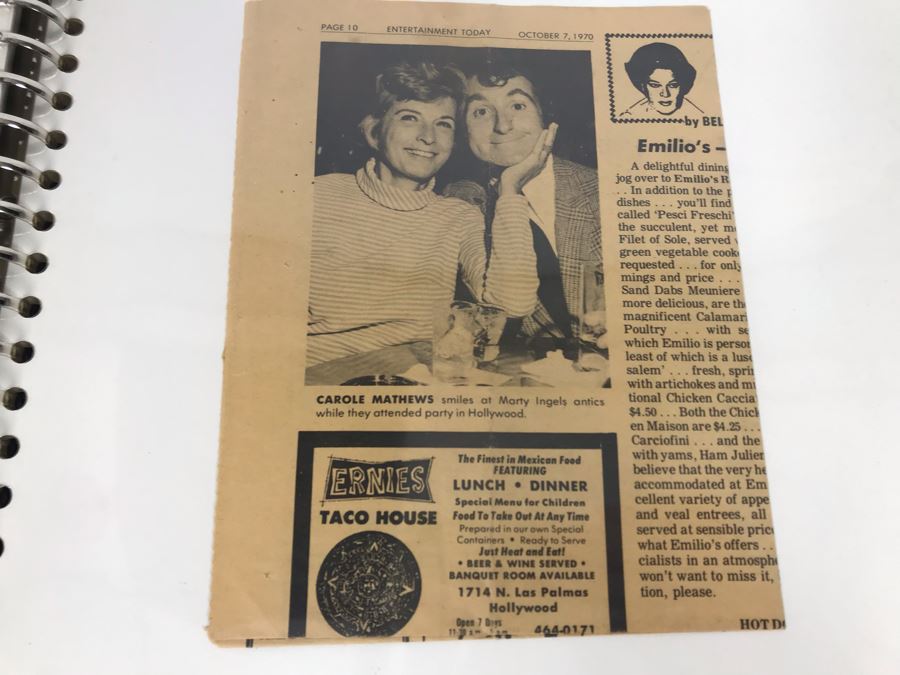 PAGE 10 ENTERTAINMENT TODAY OCTOBER 7, 1970
CAROLE MATHEWS smiles at Marty Ingels antics
while they attended party in Hollywood.
ERNIES
TACO HOUSE
The Finest in Mexican Food
FEATURING
LUNCH • DINNER
Special Menu for Children
Food To Take Out At Any Time
Prepared in our own Special
Containers • Ready to Serve
Just Heat and Eat!
• BEER & WINE SERVED •
BANQUET ROOM AVAILABLE
1714 N. Las Palmas
Hollywood
Open 7 Days
464-0171
by BEL
Emilio's —
A delightful dining
jog over to Emilio's R
. . In addition to the
dishes . . . you'll find
called 'Pesci Freschi'
the succulent, yet
Filet of Sole, served
green vegetable
requested . . . for only
mings and price . . .
Sand Dabs Meuniere
more delicious, are the
magnificent Calamari
Poultry . . . with se
which Emilio is person
least of which is a
salem' . . . fresh, sprin
with artichokes and mu
tional Chicken Caccia
$4.50 . . . Both the Chick
en Maison are $4.25 . . .
Carciofini . . . and the
with yams, Ham Julien
believe that the very he
accommodated at Em
cellent variety of appe
and veal entrees, all
served at sensible price
what Emilio's offers . .
cialists in an atmosphe
won't want to miss it,
tion, please.
HOT D